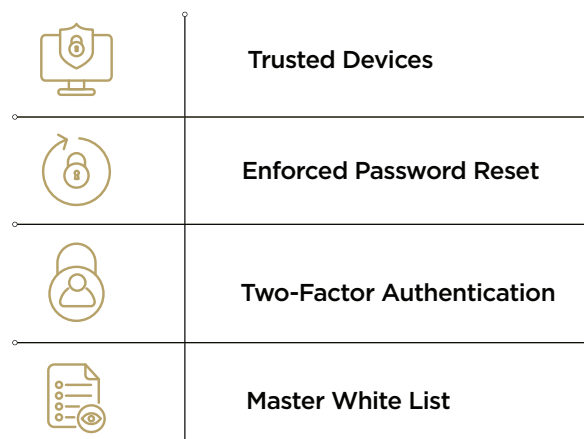 Trusted Devices
Enforced Password Reset
Two-Factor Authentication
Master White List